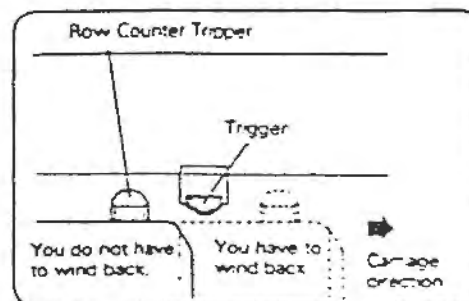 Row Counter Tripper
Trigger
You do not have
to wind back.
You have to
wind back
Carriage
direction